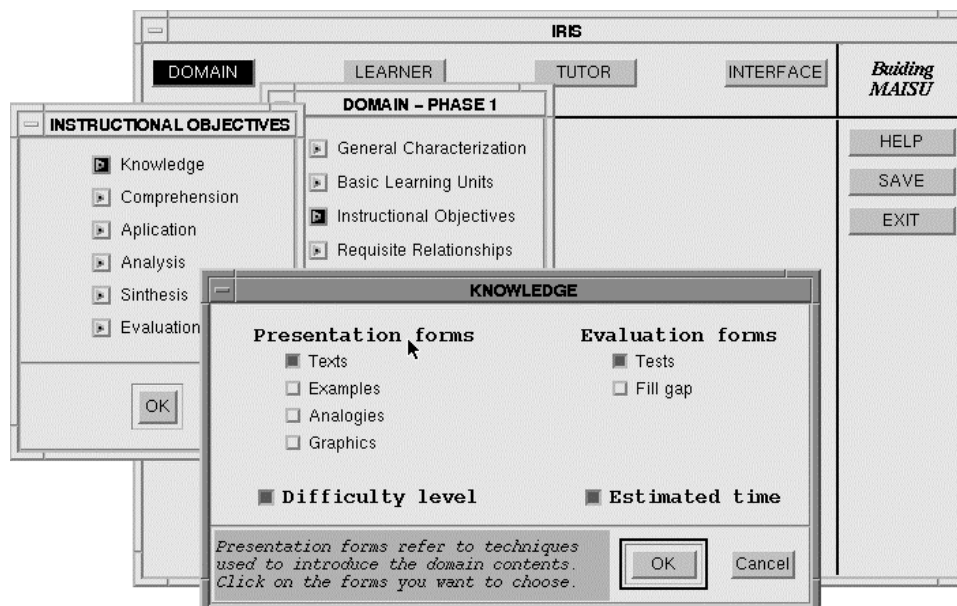 IRIS
DOMAIN
LEARNER
TUTOR
INTERFACE
Buiding
MAISU
HELP
SAVE
EXIT
DOMAIN – PHASE 1
General Characterization
Basic Learning Units
Instructional Objectives
Requisite Relationships
INSTRUCTIONAL OBJECTIVES
Knowledge
Comprehension
Aplication
Analysis
Sinthesis
Evaluation
OK
KNOWLEDGE
Presentation forms
Texts
Examples
Analogies
Graphics
Evaluation forms
Tests
Fill gap
Difficulty level
Estimated time
Presentation forms refer to techniques
used to introduce the domain contents.
Click on the forms you want to choose.
OK
Cancel